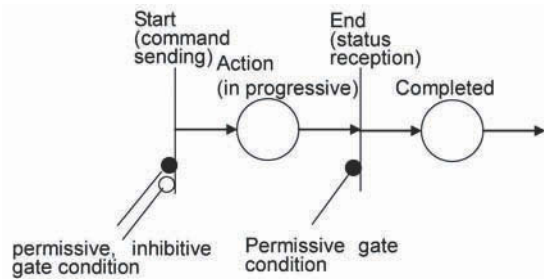 Start
(command
sending)
Action
(in progressive)
End
(status
reception)
Completed
permissive, inhibitive
gate condition
Permissive gate
condition